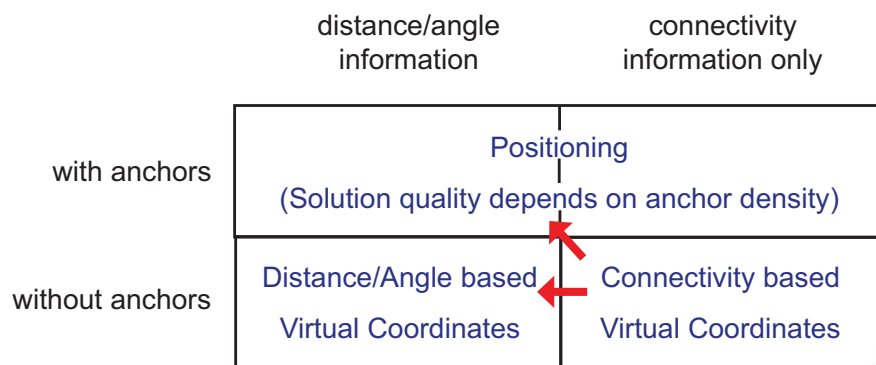 distance/angle
information
connectivity
information only
with anchors
Positioning
(Solution quality depends on anchor density)
without anchors
Distance/Angle based
Virtual Coordinates
Connectivity based
Virtual Coordinates